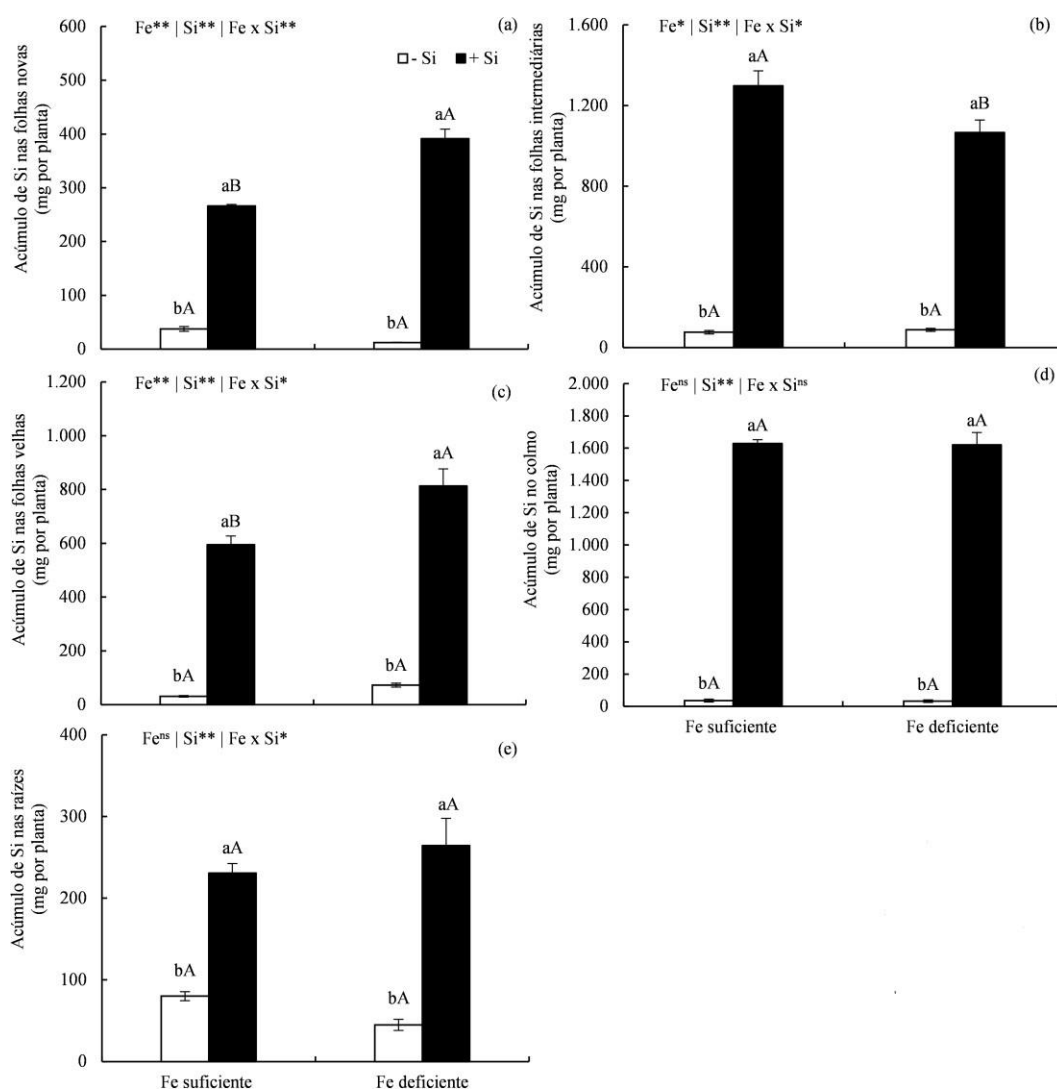 Fe** | Si** | Fe x Si**
(a)
- Si
+ Si
Acúmulo de Si nas folhas novas
(mg por planta)
600
500
400
300
200
100
0
bA
aB
bA
aA
Fe* | Si** | Fe x Si*
(b)
Acúmulo de Si nas folhas intermediárias
(mg por planta)
1.600
1.200
800
400
0
bA
aA
bA
aB
Fe** | Si** | Fe x Si*
(c)
Acúmulo de Si nas folhas velhas
(mg por planta)
1.200
1.000
800
600
400
200
0
bA
aB
bA
aA
Fe^ns | Si** | Fe x Si^ns
(d)
Acúmulo de Si no colmo
(mg por planta)
2.000
1.800
1.600
1.400
1.200
1.000
800
600
400
200
0
bA
aA
bA
aA
Fe suficiente
Fe deficiente
Fe^ns | Si** | Fe x Si*
(e)
Acúmulo de Si nas raízes
(mg por planta)
400
300
200
100
0
bA
aA
bA
aA
Fe suficiente
Fe deficiente